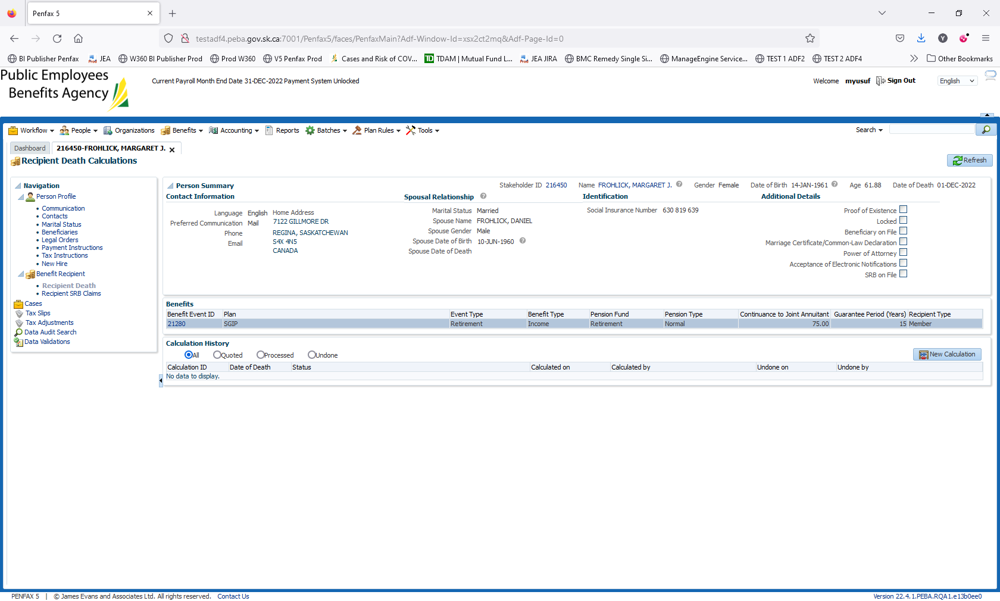 Penfax 5
testadf4.peba.gov.sk.ca:7001/Penfax5/faces/PenfaxMain?Adf-Window-Id=xsx2ct2mq&Adf-Page-Id=0
BI Publisher Penfax JEA W360 BI Publisher Prod Prod W360 V5 Penfax Prod Cases and Risk of COV... TDAM | Mutual Fund L... JEA JIRA BMC Remedy Single Si... ManageEngine Service... TEST 1 ADF2 TEST 2 ADF4 Other Bookmarks
Public Employees
Benefits Agency
Current Payroll Month End Date 31-DEC-2022 Payment System Unlocked
Welcome myusuf Sign Out English
Workflow People Organizations Benefits Accounting Reports Batches Plan Rules Tools Search
Dashboard 216450-FROHLICK, MARGARET J.
Recipient Death Calculations Refresh
Navigation
Person Profile
Communication
Contacts
Marital Status
Beneficiaries
Legal Orders
Payment Instructions
Tax Instructions
New Hire
Benefit Recipient
Recipient Death
Recipient SRB Claims
Cases
Tax Slips
Tax Adjustments
Data Audit Search
Data Validations
Person Summary Stakeholder ID 216450 Name FROHLICK, MARGARET J. Gender Female Date of Birth 14-JAN-1961 Age 61.88 Date of Death 01-DEC-2022
Contact Information
Language English
Preferred Communication Mail
Phone
Email
Home Address
7122 GILLMORE DR
REGINA, SASKATCHEWAN
S4X 4N5
CANADA
Spousal Relationship
Marital Status Married
Spouse Name FROHLICK, DANIEL
Spouse Gender Male
Spouse Date of Birth 10-JUN-1960
Spouse Date of Death
Identification
Social Insurance Number 630 819 639
Additional Details
Proof of Existence
Locked
Beneficiary on File
Marriage Certificate/Common-Law Declaration
Power of Attorney
Acceptance of Electronic Notifications
SRB on File
Benefits
Benefit Event ID Plan Event Type Benefit Type Pension Fund Pension Type Continuance to Joint Annuitant Guarantee Period (Years) Recipient Type
21280 SGIP Retirement Income Retirement Normal 75.00 15 Member
Calculation History
All Quoted Processed Undone New Calculation
Calculation ID Date of Death Status Calculated on Calculated by Undone on Undone by
No data to display.
PENFAX 5 | © James Evans and Associates Ltd. All rights reserved. Contact Us Version 22.4.1.PEBA.RQA1.e13b0ee0